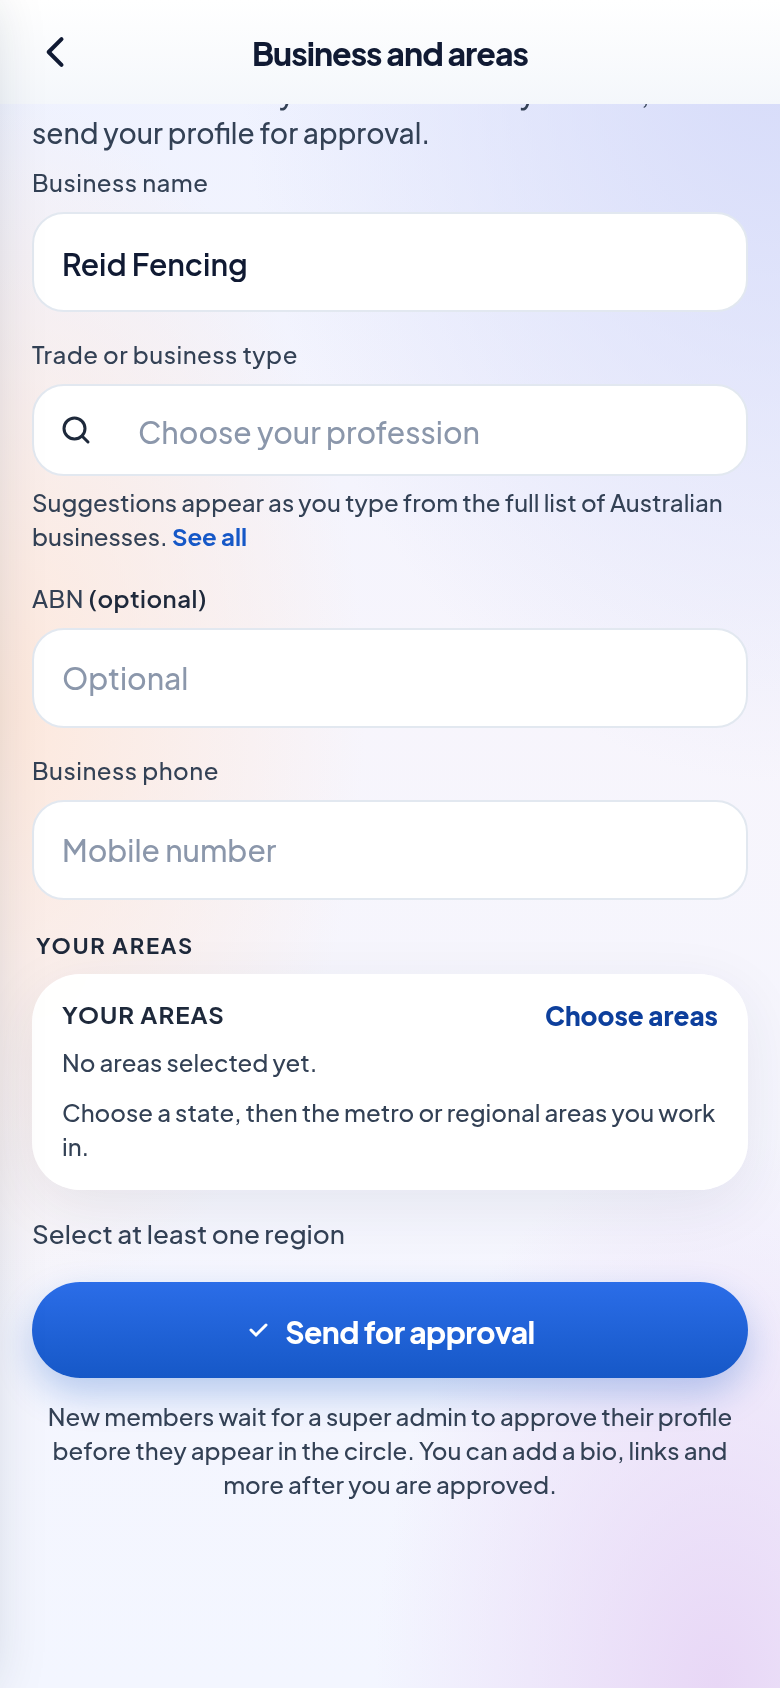 Business and areas
send your profile for approval.
Business name
Reid Fencing
Trade or business type
Choose your profession
Suggestions appear as you type from the full list of Australian
businesses. See all
ABN (optional)
Optional
Business phone
Mobile number
YOUR AREAS
YOUR AREAS
Choose areas
No areas selected yet.
Choose a state, then the metro or regional areas you work
in.
Select at least one region
Send for approval
New members wait for a super admin to approve their profile
before they appear in the circle. You can add a bio, links and
more after you are approved.